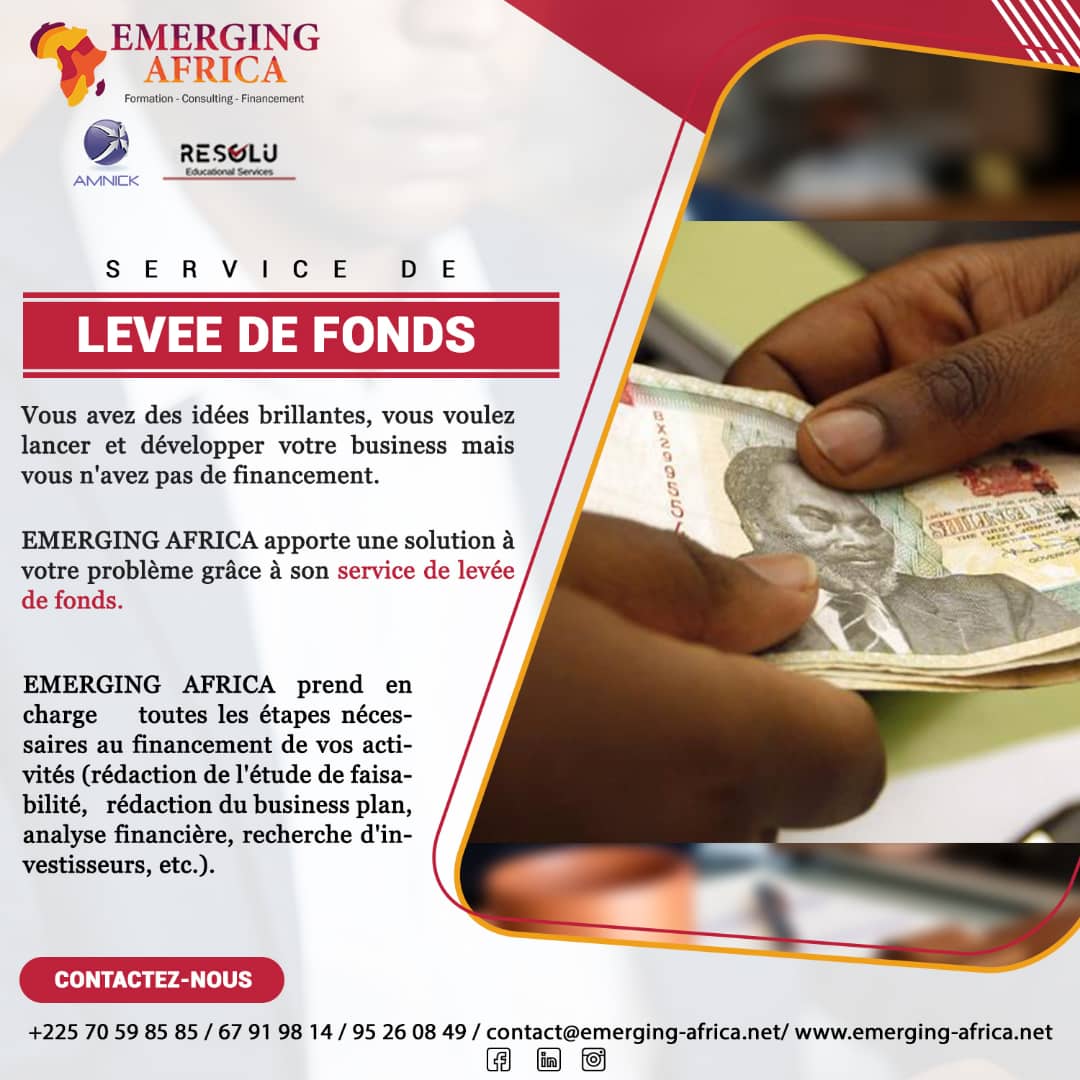 EMERGING
AFRICA
Formation - Consulting - Financement
AMNICK
RESOLU
Educational Services
SERVICE DE
LEVEE DE FONDS
Vous avez des idées brillantes, vous voulez
lancer et développer votre business mais
vous n'avez pas de financement.
EMERGING AFRICA apporte une solution à
votre problème grâce à son service de levée
de fonds.
EMERGING AFRICA prend en
charge toutes les étapes néces-
saires au financement de vos acti-
vités (rédaction de l'étude de faisa-
bilité, rédaction du business plan,
analyse financière, recherche d'in-
vestisseurs, etc.).
BX29955
GOVERNOR
CONTACTEZ-NOUS
+225 70 59 85 85 / 67 91 98 14 / 95 26 08 49 / contact@emerging-africa.net/ www.emerging-africa.net